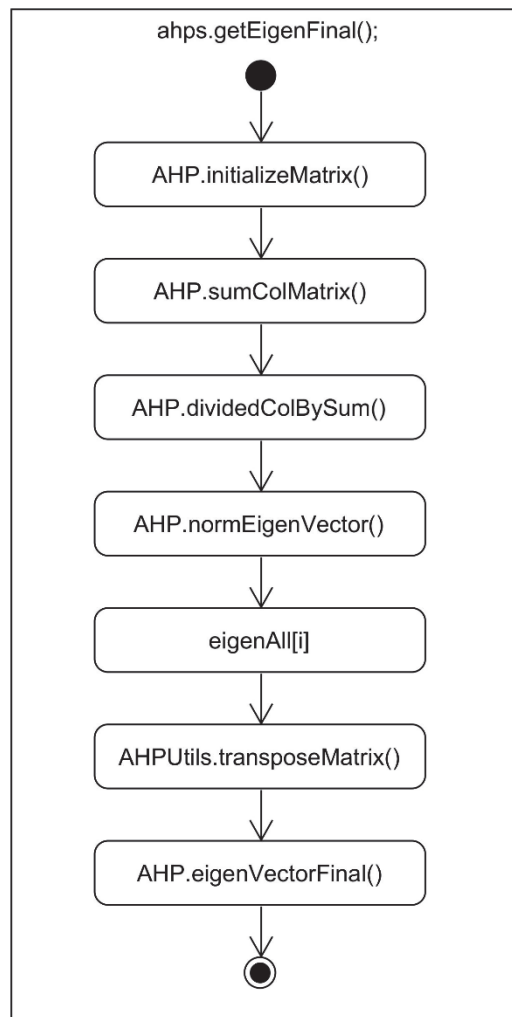 ahps.getEigenFinal();
AHP.initializeMatrix()
AHP.sumColMatrix()
AHP.dividedColBySum()
AHP.normEigenVector()
eigenAll[i]
AHPUtils.transposeMatrix()
AHP.eigenVectorFinal()